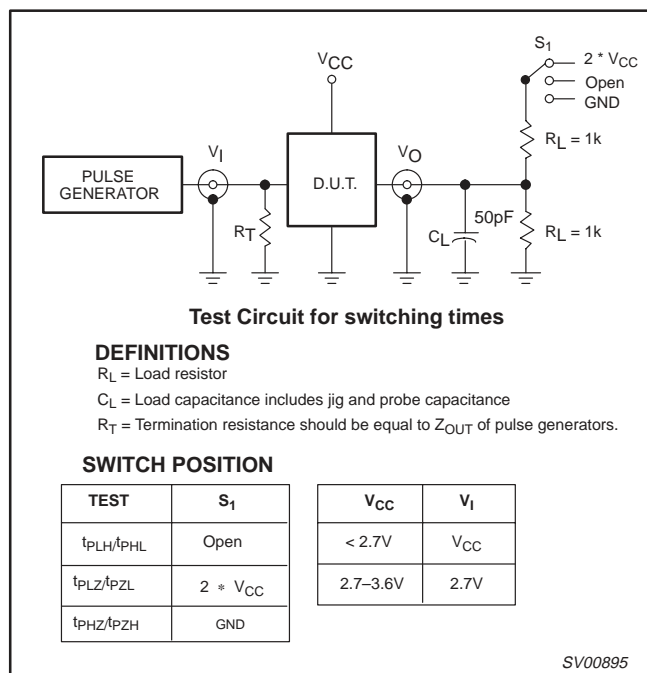 S1
2 * VCC
Open
GND
VCC
RL = 1k
VI
VO
PULSE
GENERATOR
D.U.T.
50pF
RT
CL
RL = 1k
Test Circuit for switching times
DEFINITIONS
RL = Load resistor
CL = Load capacitance includes jig and probe capacitance
RT = Termination resistance should be equal to ZOUT of pulse generators.
SWITCH POSITION
TEST S1
tPLH/tPHL Open
tPLZ/tPZL 2 * VCC
tPHZ/tPZH GND
VCC VI
< 2.7V VCC
2.7–3.6V 2.7V
SV00895